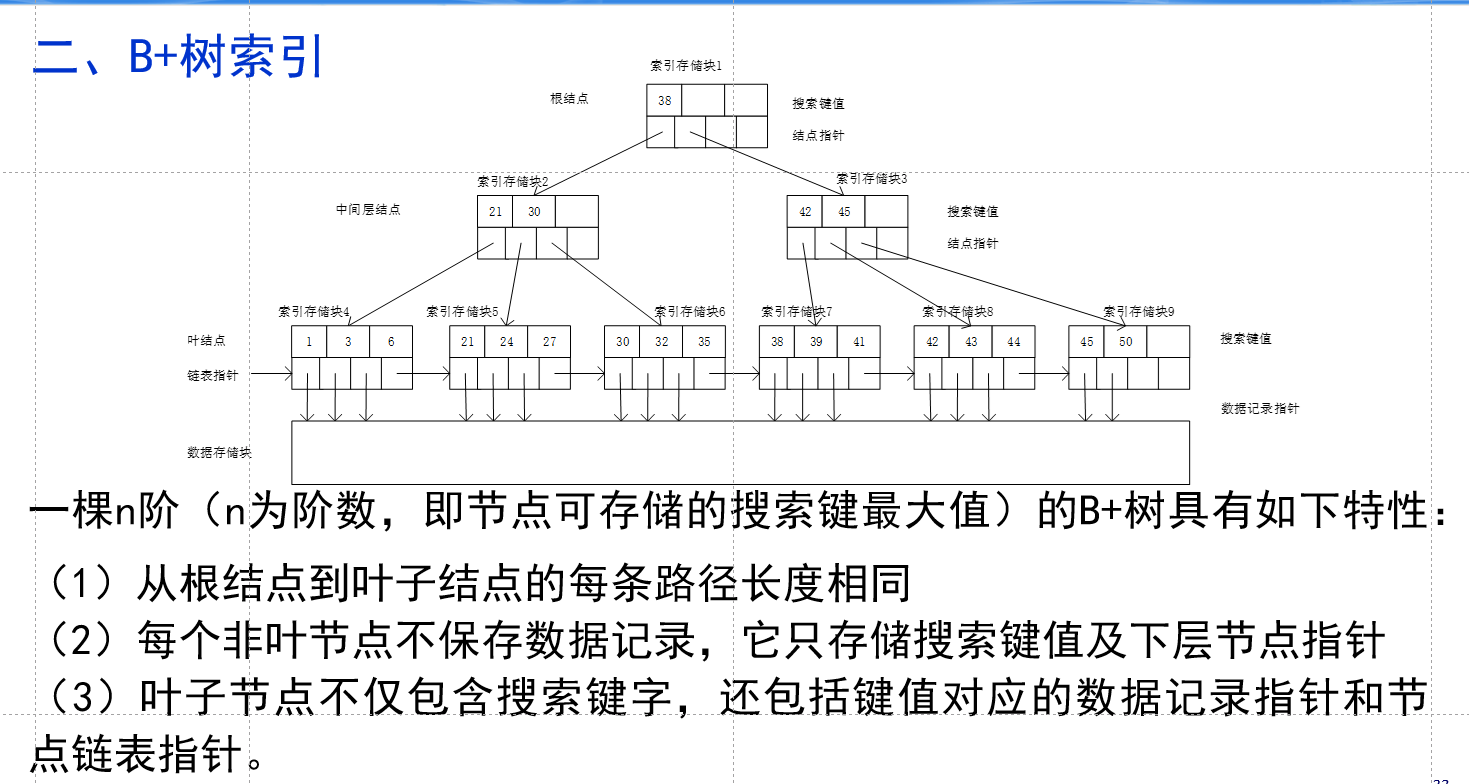 二、B+树索引
索引存储块1
根结点
38
搜索键值
结点指针
索引存储块2
索引存储块3
中间层结点
21 30
42 45
搜索键值
结点指针
索引存储块4
索引存储块5
索引存储块6
索引存储块7
索引存储块8
索引存储块9
叶结点
1 3 6
21 24 27
30 32 35
38 39 41
42 43 44
45 50
搜索键值
链表指针
数据记录指针
数据存储块
一棵n阶（n为阶数，即节点可存储的搜索键最大值）的B+树具有如下特性：
（1）从根结点到叶子结点的每条路径长度相同
（2）每个非叶节点不保存数据记录，它只存储搜索键值及下层节点指针
（3）叶子节点不仅包含搜索键字，还包括键值对应的数据记录指针和节
点链表指针。